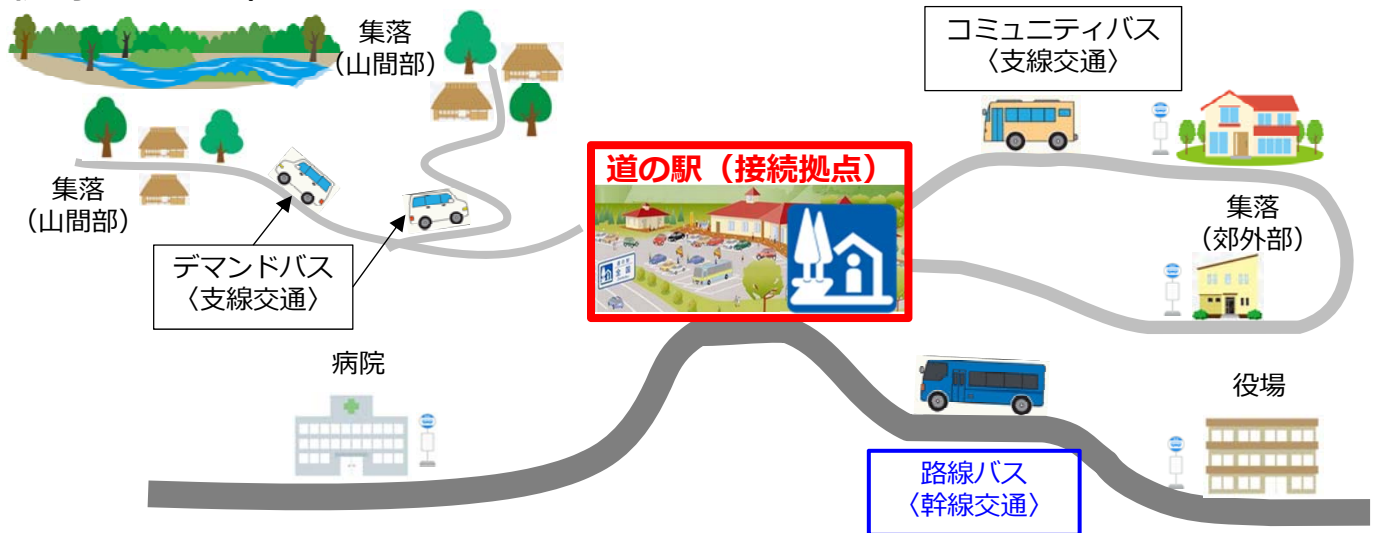 集落
（山間部）
コミュニティバス
〈支線交通〉
道の駅（接続拠点）
集落
（山間部）
集落
（郊外部）
デマンドバス
〈支線交通〉
病院
役場
路線バス
〈幹線交通〉